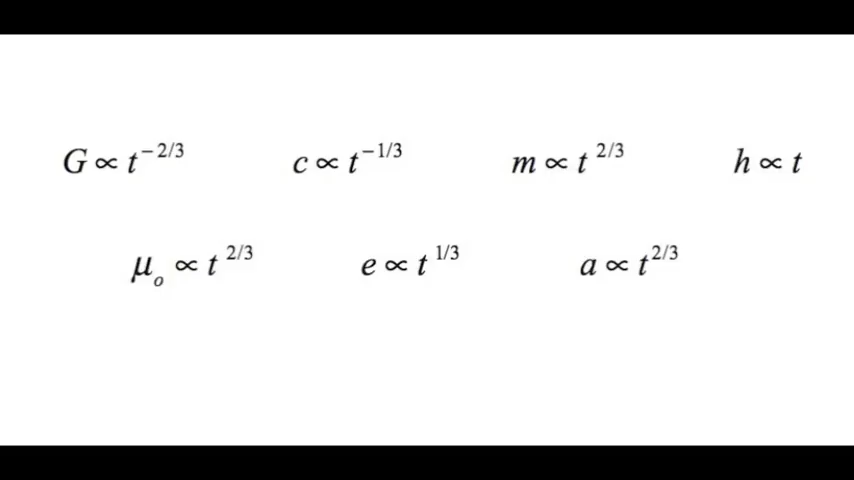 G ∝ t^{-2/3} c ∝ t^{-1/3} m ∝ t^{2/3} h ∝ t
μ_o ∝ t^{2/3} e ∝ t^{1/3} a ∝ t^{2/3}